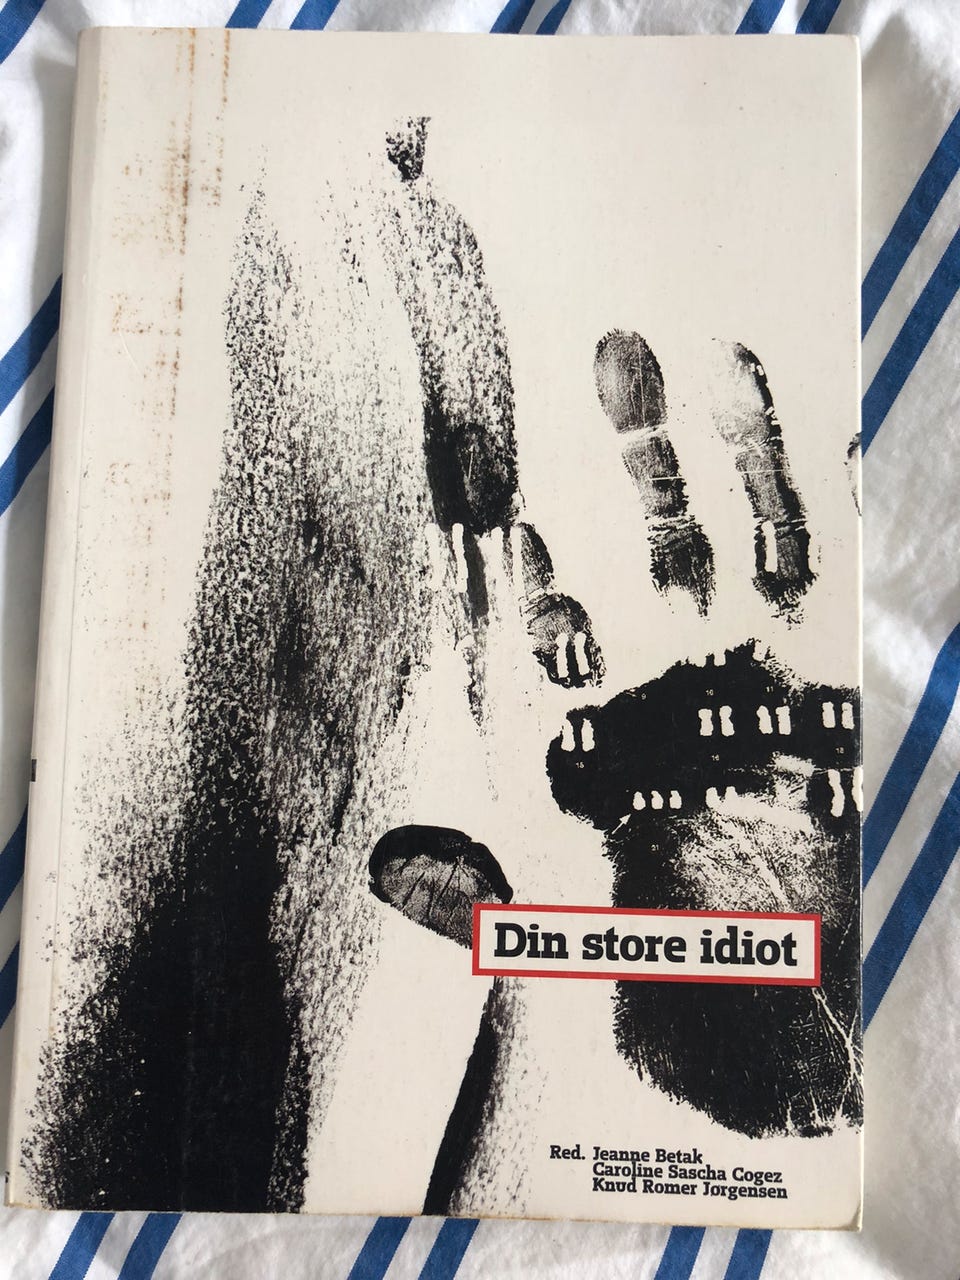 Din store idiot
Red. Jeanne Betak
Caroline Sascha Cogez
Knud Romer Jørgensen